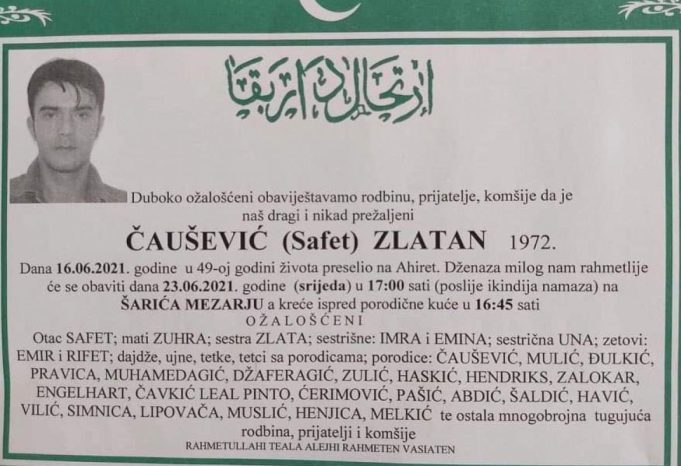 إرتحال دار بقا
Duboko ožalošćeni obaviještavamo rodbinu, prijatelje, komšije da je
naš dragi i nikad prežaljeni
ČAUŠEVIĆ (Safet) ZLATAN 1972.
Dana 16.06.2021. godine u 49-oj godini života preselio na Ahiret. Dženaza milog nam rahmetlije
će se obaviti dana 23.06.2021. godine (srijeda) u 17:00 sati (poslije ikindija namaza) na
ŠARIĆA MEZARJU a kreće ispred porodične kuće u 16:45 sati
OŽALOŠĆENI
Otac SAFET; mati ZUHRA; sestra ZLATA; sestrišne: IMRA i EMINA; sestrična UNA; zetovi:
EMIR i RIFET; dajdže, ujne, tetke, tetci sa porodicama; porodice: ČAUŠEVIĆ, MULIĆ, ĐULKIĆ,
PRAVICA, MUHAMEDAGIĆ, DŽAFERAGIĆ, ZULIĆ, HASKIĆ, HENDRIKS, ZALOKAR,
ENGELHART, ČAVKIĆ LEAL PINTO, ĆERIMOVIĆ, PAŠIĆ, ABDIĆ, ŠALDIĆ, HAVIĆ,
VILIĆ, SIMNICA, LIPOVAČA, MUSLIĆ, HENJICA, MELKIĆ te ostala mnogobrojna tugujuća
rodbina, prijatelji i komšije
RAHMETULLAHI TEALA ALEJHI RAHMETEN VASIATEN